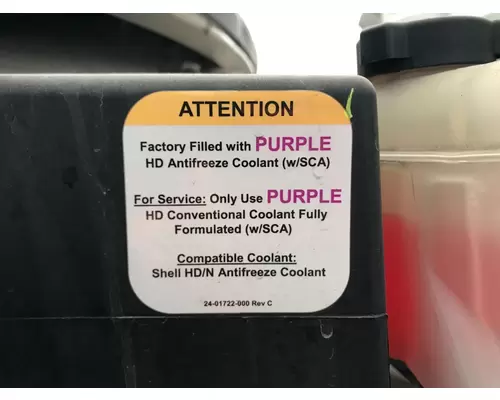 ATTENTION
Factory Filled with PURPLE
HD Antifreeze Coolant (w/SCA)
For Service: Only Use PURPLE
HD Conventional Coolant Fully
Formulated (w/SCA)
Compatible Coolant:
Shell HD/N Antifreeze Coolant
24-01722-000 Rev C